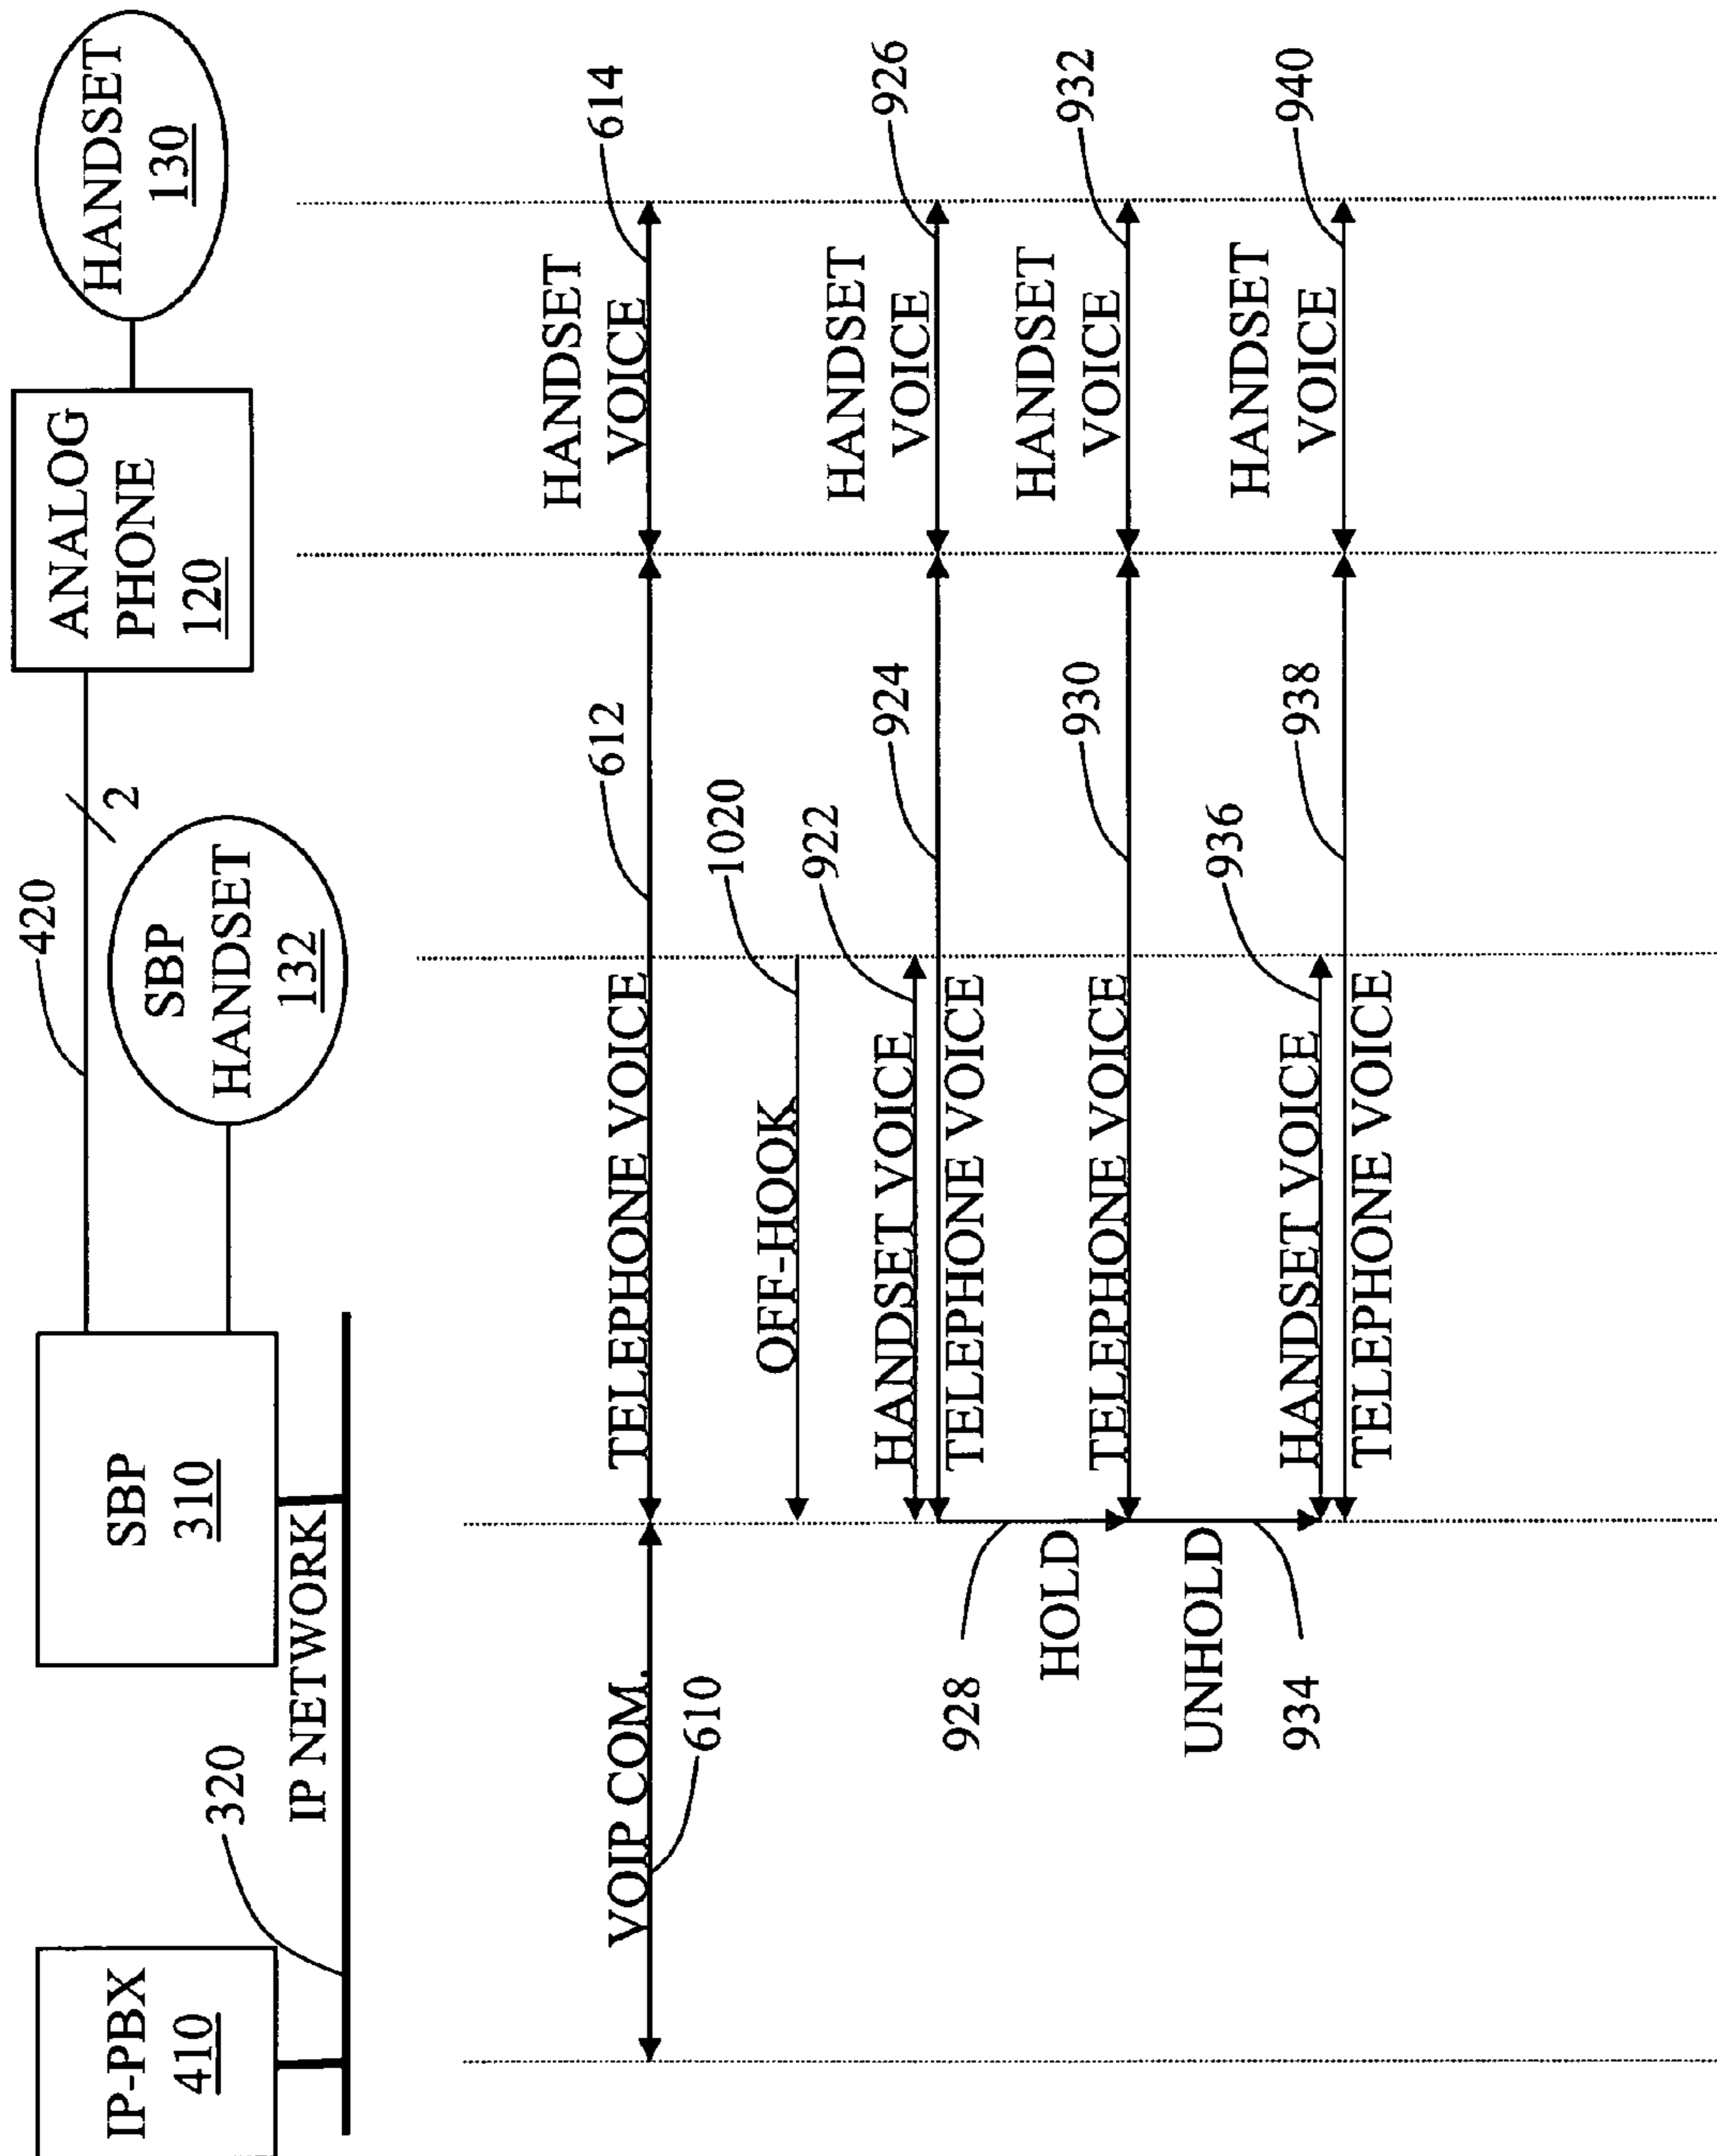 IP-PBX
410
320
IP NETWORK
SBP
310
420
2
SBP
HANDSET
132
ANALOG
PHONE
120
HANDSET
130
VOIP COM.
610
TELEPHONE VOICE
612
HANDSET
VOICE
614
OFF-HOOK
1020
HANDSET VOICE
922
TELEPHONE VOICE
924
HANDSET
VOICE
926
928
HOLD
TELEPHONE VOICE
930
HANDSET
VOICE
932
UNHOLD
934
HANDSET VOICE
936
TELEPHONE VOICE
938
HANDSET
VOICE
940